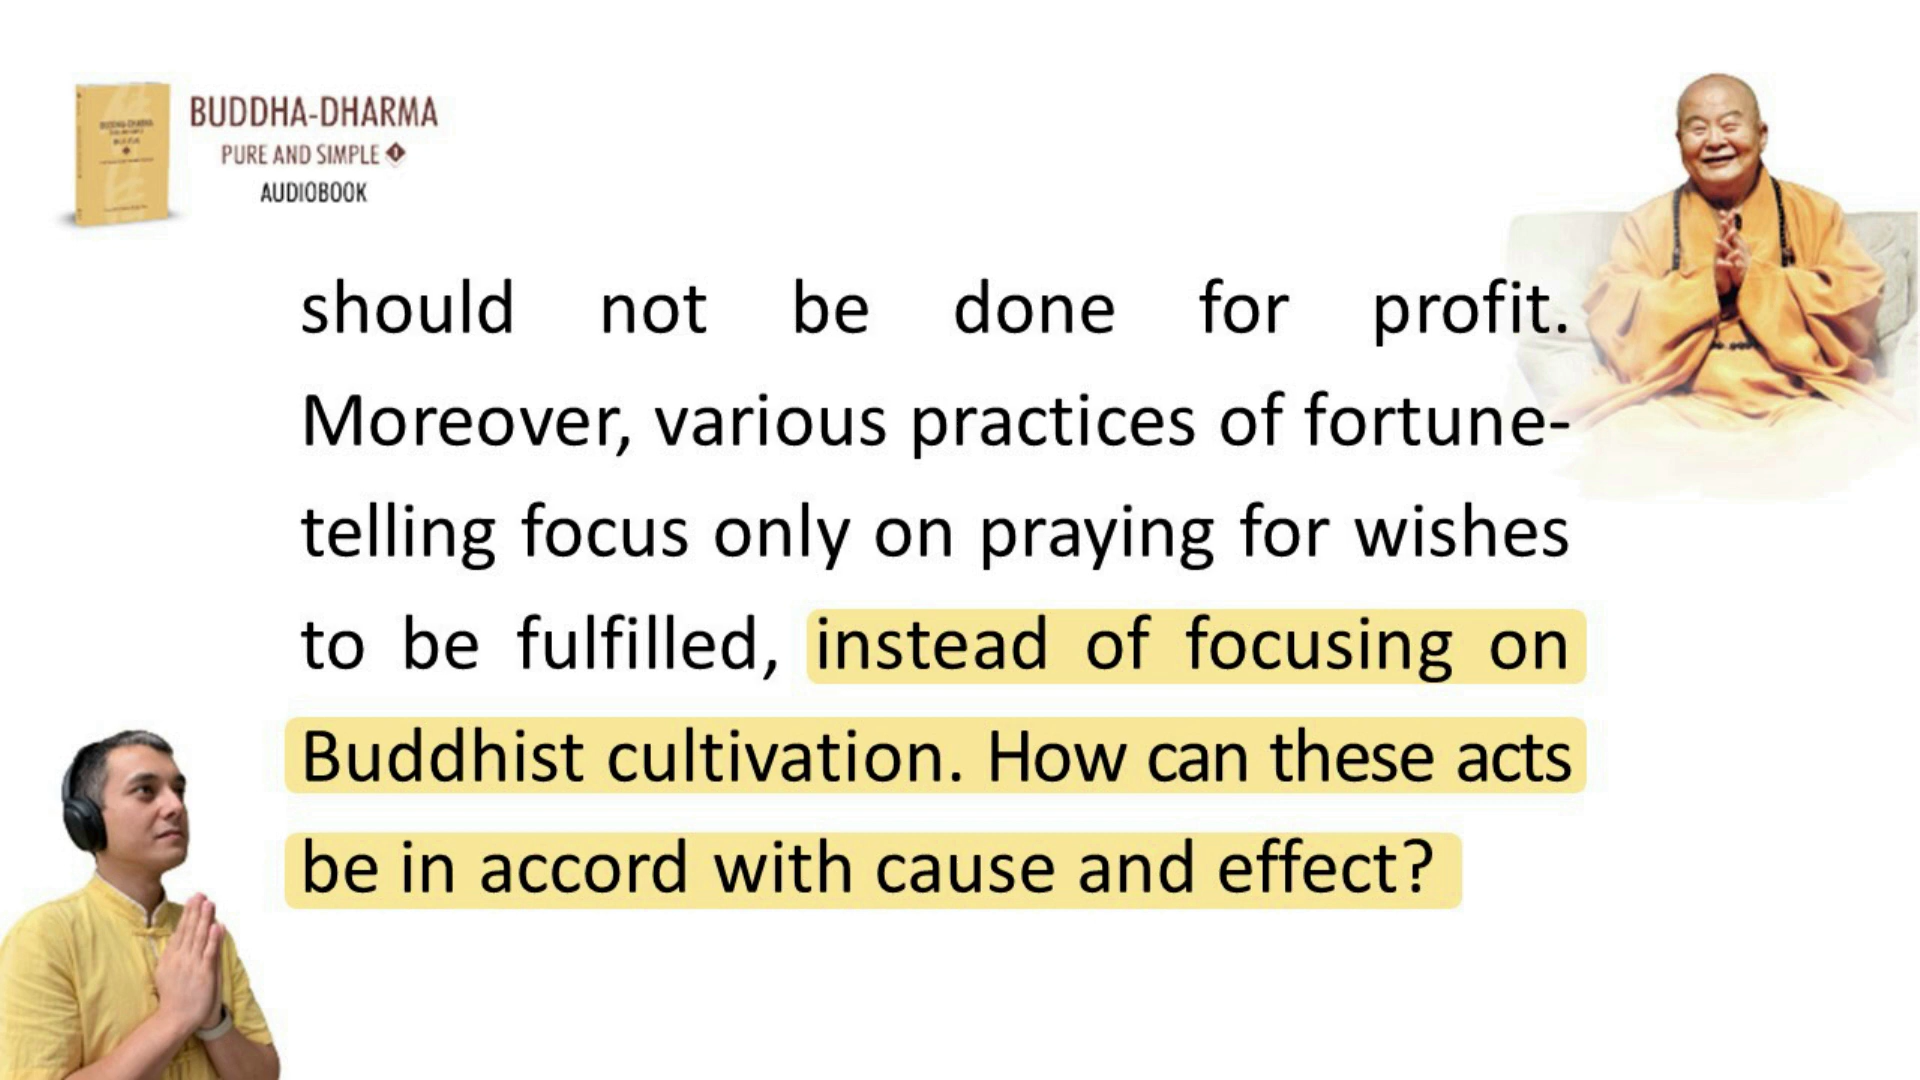 BUDDHA-DHARMA
PURE AND SIMPLE 1
AUDIOBOOK
should not be done for profit.
Moreover, various practices of fortune-
telling focus only on praying for wishes
to be fulfilled, instead of focusing on
Buddhist cultivation. How can these acts
be in accord with cause and effect?